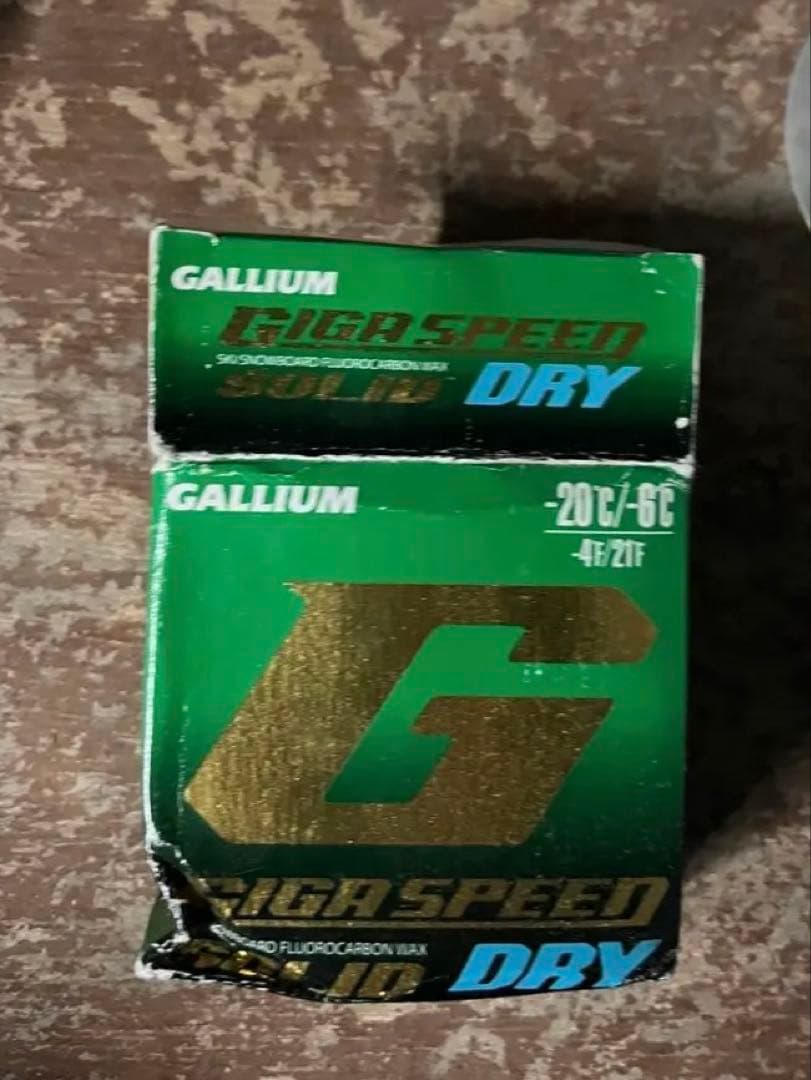 GALLIUM
GIGA SPEED
SKI SNOWBOARD FLUOROCARBON WAX
SOLID DRY
GALLIUM
-20℃/-6℃
-4℉/21℉
G
GIGA SPEED
FLUOROCARBON WAX
SOLID DRY